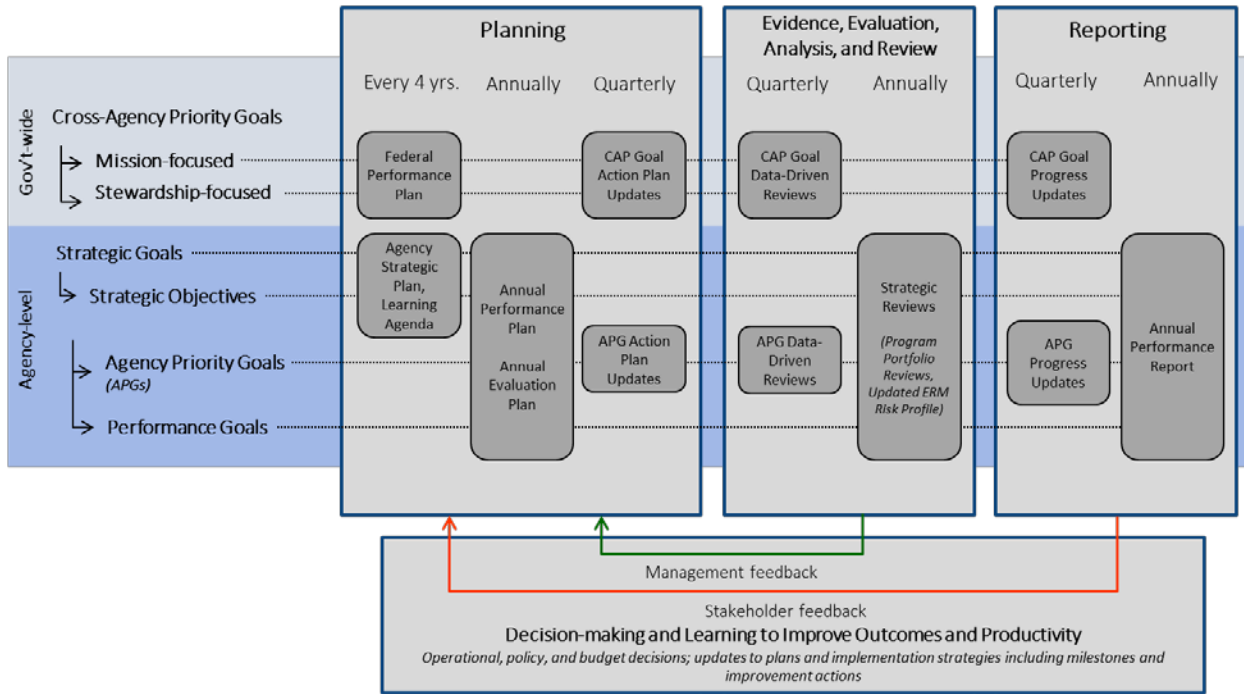 Planning
Evidence, Evaluation,
Analysis, and Review
Reporting
Every 4 yrs.
Annually
Quarterly
Quarterly
Annually
Quarterly
Annually
Gov't-wide
Cross-Agency Priority Goals
Mission-focused
Stewardship-focused
Federal
Performance
Plan
CAP Goal
Action Plan
Updates
CAP Goal
Data-Driven
Reviews
CAP Goal
Progress
Updates
Agency-level
Strategic Goals
Strategic Objectives
Agency Priority Goals
(APGs)
Performance Goals
Agency
Strategic
Plan,
Learning
Agenda
Annual
Performance
Plan
Annual
Evaluation
Plan
APG Action
Plan
Updates
APG Data-
Driven
Reviews
Strategic
Reviews
(Program
Portfolio
Reviews,
Updated ERM
Risk Profile)
APG
Progress
Updates
Annual
Performance
Report
Management feedback
Stakeholder feedback
Decision-making and Learning to Improve Outcomes and Productivity
Operational, policy, and budget decisions; updates to plans and implementation strategies including milestones and
improvement actions